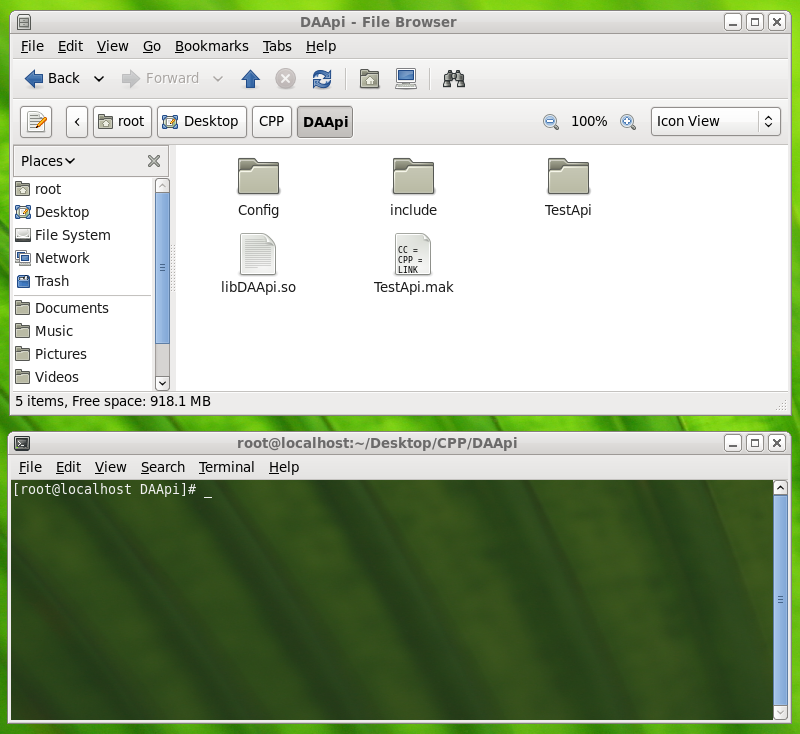 DAApi - File Browser
File Edit View Go Bookmarks Tabs Help
Back Forward
root Desktop CPP DAApi 100% Icon View
Places
root
Desktop
File System
Network
Trash
Documents
Music
Pictures
Videos
Config include TestApi
CC =
CPP =
LINK
libDAApi.so TestApi.mak
5 items, Free space: 918.1 MB
root@localhost:~/Desktop/CPP/DAApi
File Edit View Search Terminal Help
[root@localhost DAApi]# _